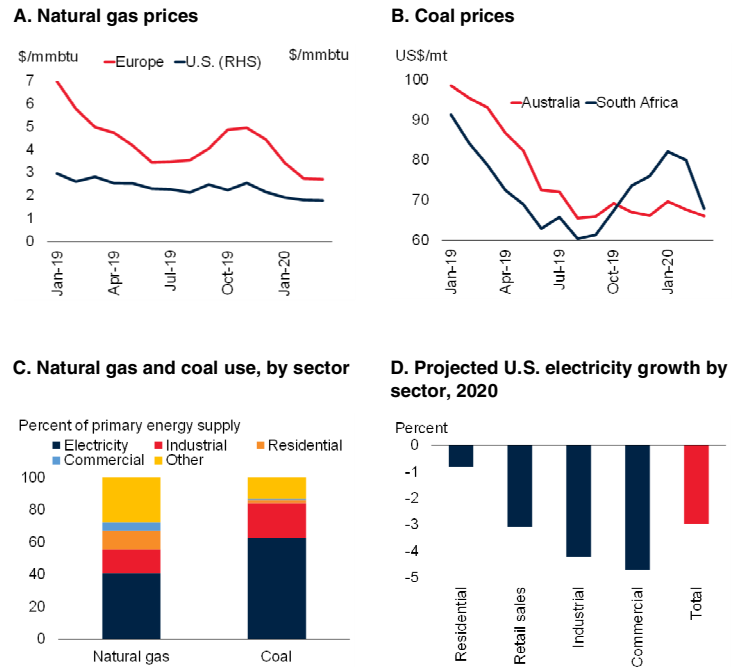 A. Natural gas prices
$/mmbtu
Europe
U.S. (RHS)
$/mmbtu
7
6
5
4
3
2
1
0
Jan-19
Apr-19
Jul-19
Oct-19
Jan-20
B. Coal prices
US$/mt
100
90
80
70
60
Australia
South Africa
Jan-19
Apr-19
Jul-19
Oct-19
Jan-20
C. Natural gas and coal use, by sector
Percent of primary energy supply
Electricity
Industrial
Residential
Commercial
Other
100
80
60
40
20
0
Natural gas
Coal
D. Projected U.S. electricity growth by
sector, 2020
Percent
0
-1
-2
-3
-4
-5
Residential
Retail sales
Industrial
Commercial
Total